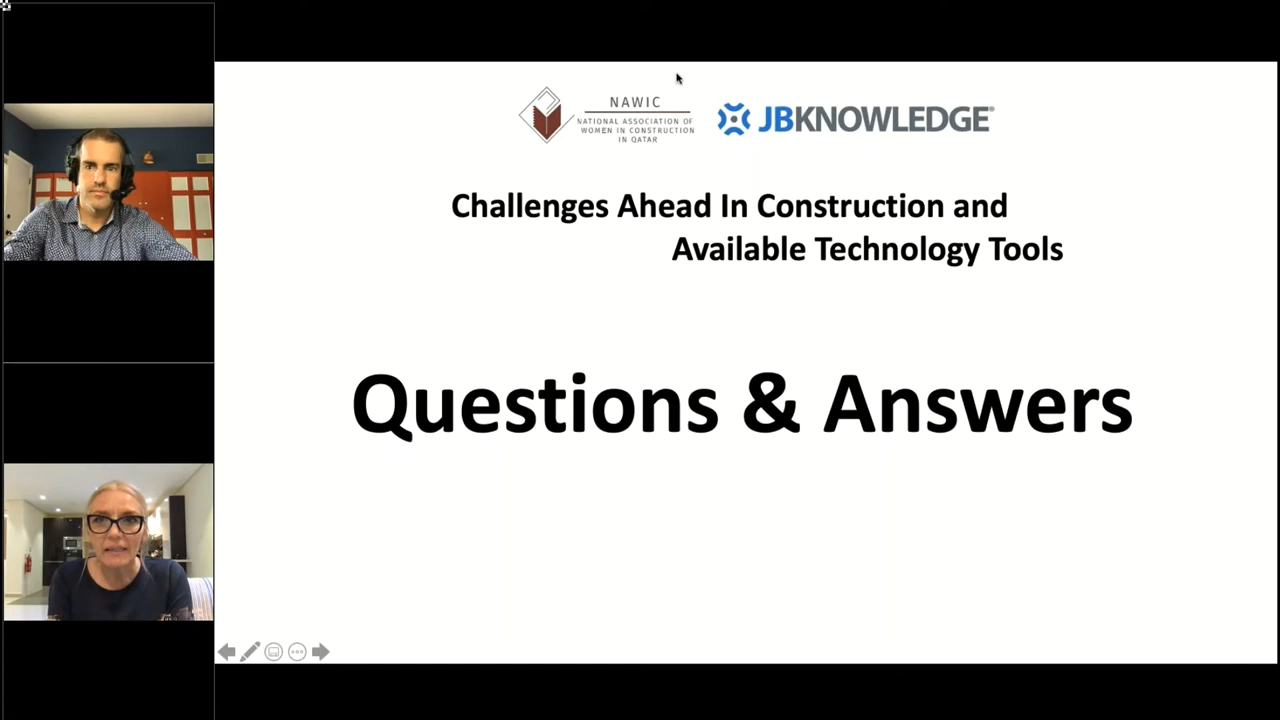 NAWIC
NATIONAL ASSOCIATION OF
WOMEN IN CONSTRUCTION
IN QATAR
JBKNOWLEDGE®
Challenges Ahead In Construction and
Available Technology Tools
Questions & Answers